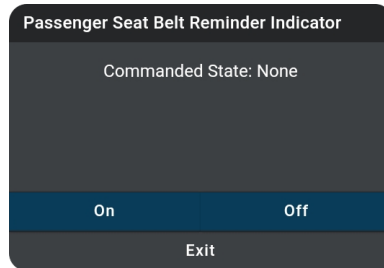 Passenger Seat Belt Reminder Indicator
Commanded State: None
On Off
Exit